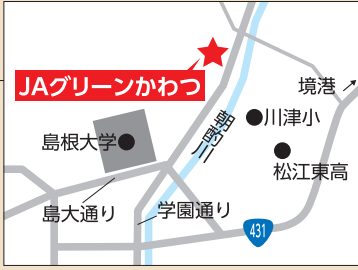 JAグリーンかわつ
境港
川津小
朝酌川
島根大学
松江東高
島大通り
学園通り
431